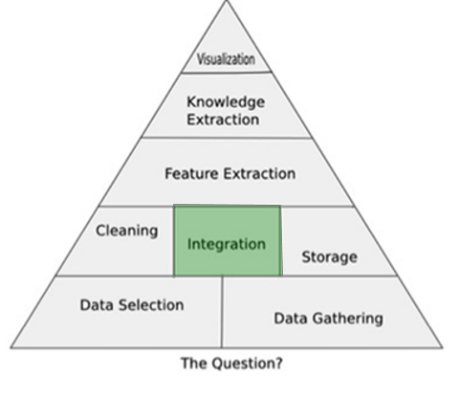 Visualization
Knowledge
Extraction
Feature Extraction
Cleaning
Integration
Storage
Data Selection
Data Gathering
The Question?